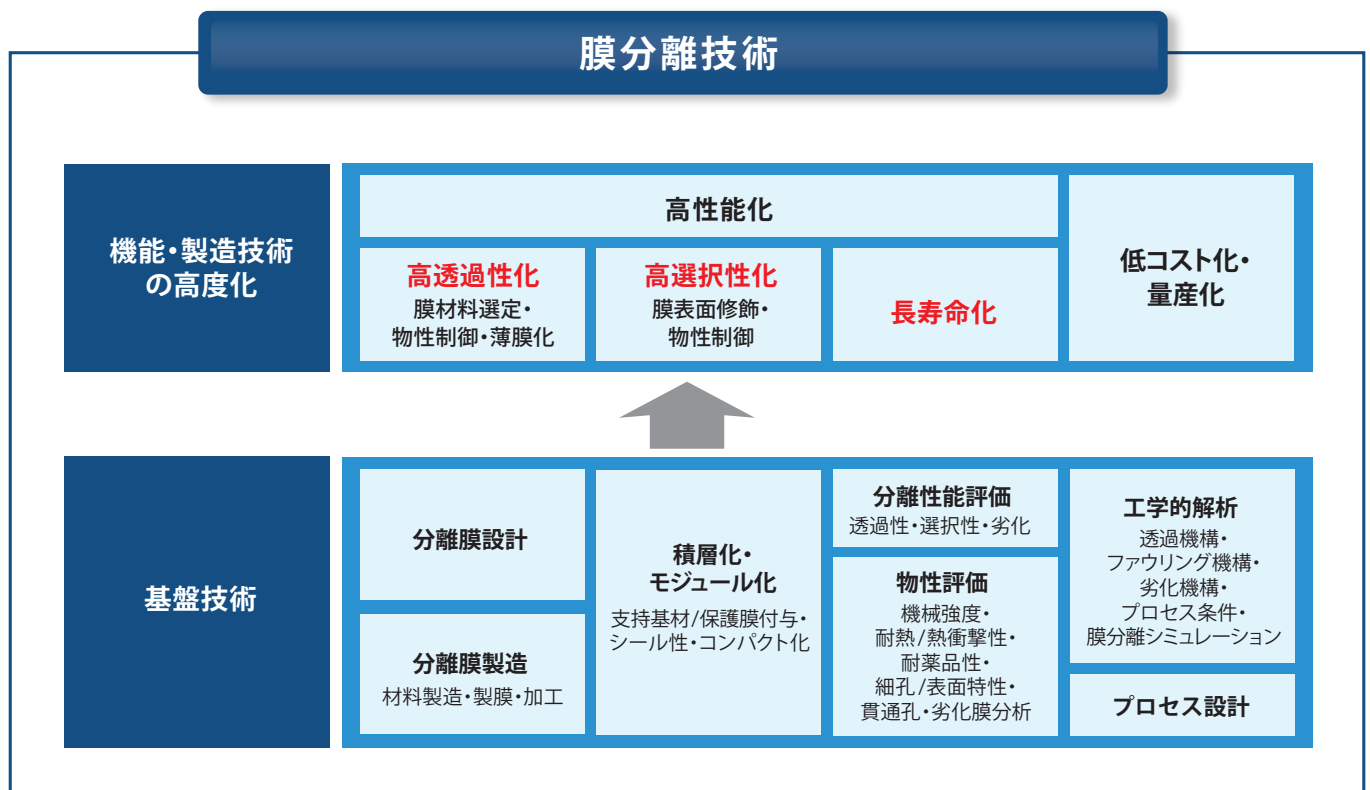 膜分離技術
機能・製造技術
の高度化
高性能化
高透過性化
膜材料選定・
物性制御・薄膜化
高選択性化
膜表面修飾・
物性制御
長寿命化
低コスト化・
量産化
基盤技術
分離膜設計
分離膜製造
材料製造・製膜・加工
積層化・
モジュール化
支持基材/保護膜付与・
シール性・コンパクト化
分離性能評価
透過性・選択性・劣化
物性評価
機械強度・
耐熱/熱衝撃性・
耐薬品性・
細孔/表面特性・
貫通孔・劣化膜分析
工学的解析
透過機構・
ファウリング機構・
劣化機構・
プロセス条件・
膜分離シミュレーション
プロセス設計